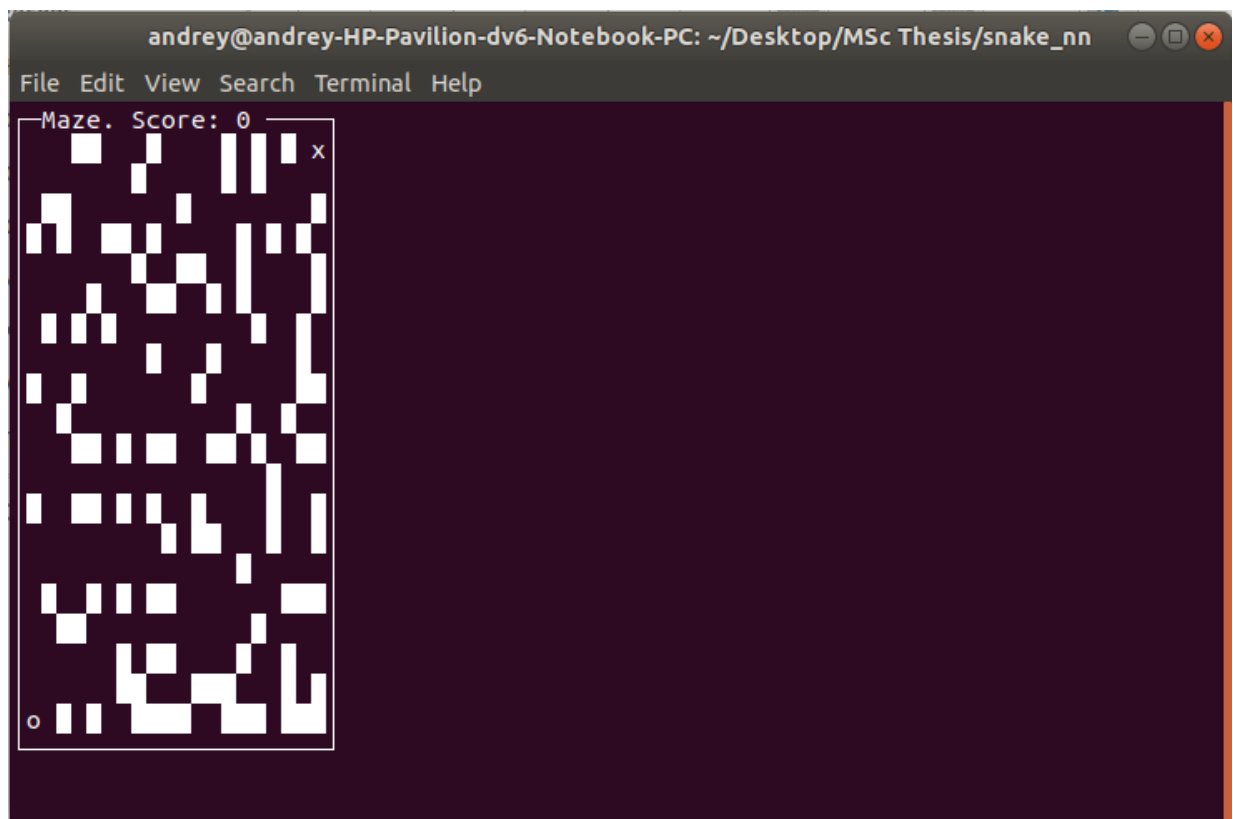 andrey@andrey-HP-Pavilion-dv6-Notebook-PC: ~/Desktop/MSc Thesis/snake_nn
File Edit View Search Terminal Help
Maze. Score: 0
x
o